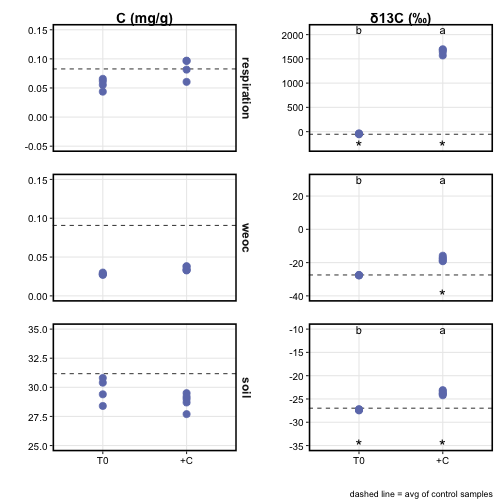 C (mg/g)
δ13C (‰)
0.15
0.10
0.05
0.00
-0.05
respiration
2000
1500
1000
500
0
b
a
*
*
0.15
0.10
0.05
0.00
weoc
20
0
-20
-40
b
a
*
35.0
32.5
30.0
27.5
25.0
soil
-10
-15
-20
-25
-30
-35
b
a
*
*
T0
+C
T0
+C
dashed line = avg of control samples